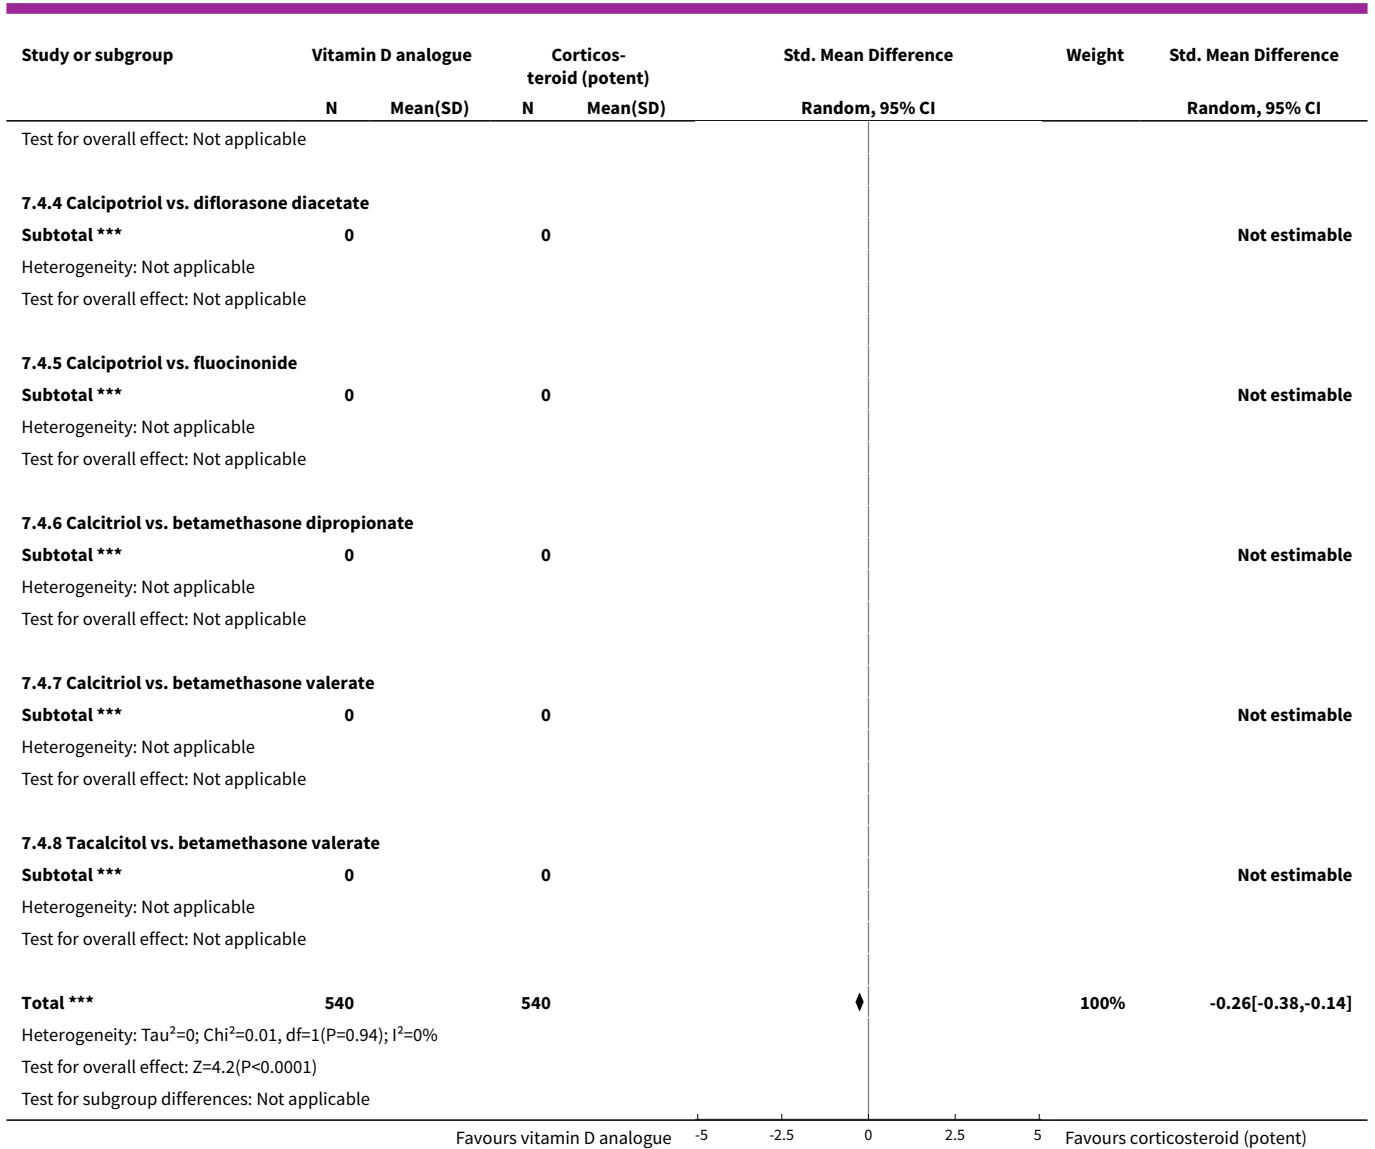 Study or subgroup Vitamin D analogue Corticos- Std. Mean Difference Weight Std. Mean Difference
teroid (potent)
N Mean(SD) N Mean(SD) Random, 95% CI Random, 95% CI
Test for overall effect: Not applicable
7.4.4 Calcipotriol vs. diflorasone diacetate
Subtotal *** 0 0 Not estimable
Heterogeneity: Not applicable
Test for overall effect: Not applicable
7.4.5 Calcipotriol vs. fluocinonide
Subtotal *** 0 0 Not estimable
Heterogeneity: Not applicable
Test for overall effect: Not applicable
7.4.6 Calcitriol vs. betamethasone dipropionate
Subtotal *** 0 0 Not estimable
Heterogeneity: Not applicable
Test for overall effect: Not applicable
7.4.7 Calcitriol vs. betamethasone valerate
Subtotal *** 0 0 Not estimable
Heterogeneity: Not applicable
Test for overall effect: Not applicable
7.4.8 Tacalcitol vs. betamethasone valerate
Subtotal *** 0 0 Not estimable
Heterogeneity: Not applicable
Test for overall effect: Not applicable
Total *** 540 540 100% -0.26[-0.38,-0.14]
Heterogeneity: Tau²=0; Chi²=0.01, df=1(P=0.94); I²=0%
Test for overall effect: Z=4.2(P<0.0001)
Test for subgroup differences: Not applicable
Favours vitamin D analogue -5 -2.5 0 2.5 5 Favours corticosteroid (potent)